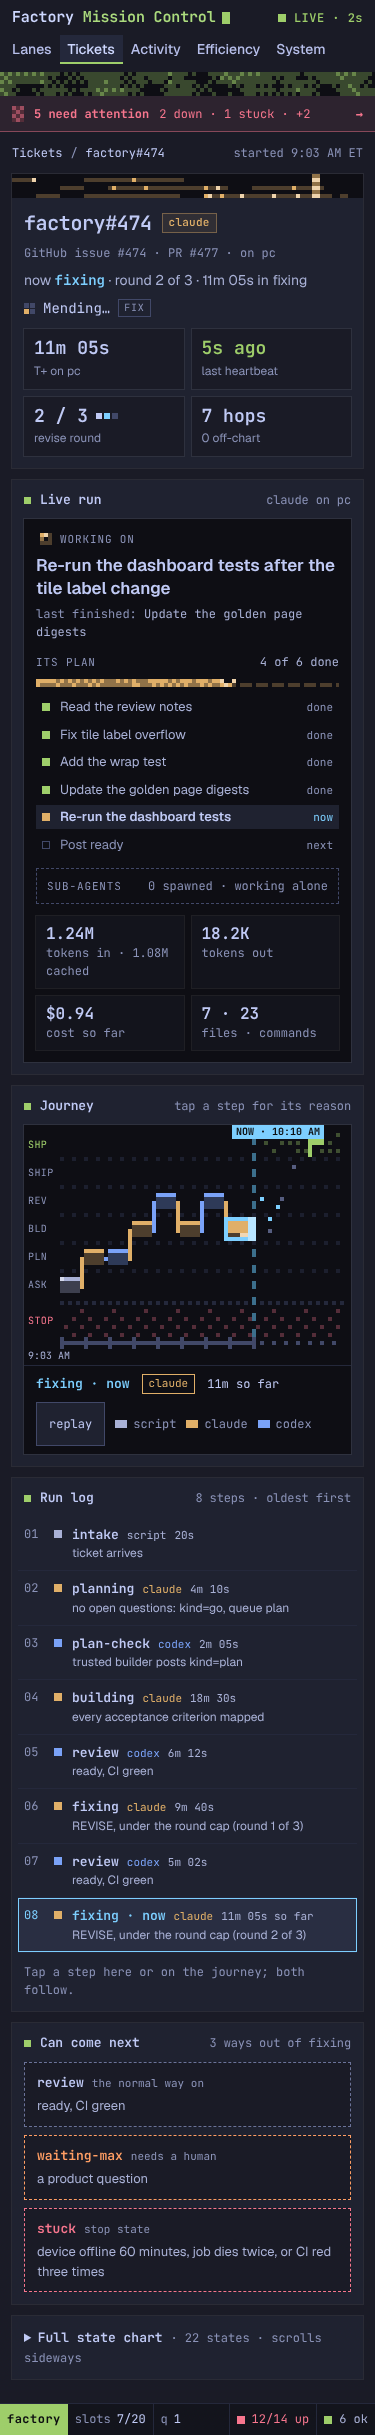 Factory Mission Control
LIVE · 2s
Lanes Tickets Activity Efficiency System
5 need attention 2 down · 1 stuck · +2 →
Tickets / factory#474
started 9:03 AM ET
factory#474 claude
GitHub issue #474 · PR #477 · on pc
now fixing · round 2 of 3 · 11m 05s in fixing
Mending… FIX
11m 05s
T+ on pc
5s ago
last heartbeat
2 / 3
revise round
7 hops
0 off-chart
Live run
claude on pc
WORKING ON
Re-run the dashboard tests after the
tile label change
last finished: Update the golden page
digests
ITS PLAN
4 of 6 done
Read the review notes done
Fix tile label overflow done
Add the wrap test done
Update the golden page digests done
Re-run the dashboard tests now
Post ready next
SUB-AGENTS 0 spawned · working alone
1.24M
tokens in · 1.08M
cached
18.2K
tokens out
$0.94
cost so far
7 · 23
files · commands
Journey
tap a step for its reason
NOW · 10:10 AM
SHP
SHIP
REV
BLD
PLN
ASK
STOP
9:03 AM
fixing · now claude 11m so far
replay script claude codex
Run log
8 steps · oldest first
01 intake script 20s
ticket arrives
02 planning claude 4m 10s
no open questions: kind=go, queue plan
03 plan-check codex 2m 05s
trusted builder posts kind=plan
04 building claude 18m 30s
every acceptance criterion mapped
05 review codex 6m 12s
ready, CI green
06 fixing claude 9m 40s
REVISE, under the round cap (round 1 of 3)
07 review codex 5m 02s
ready, CI green
08 fixing · now claude 11m 05s so far
REVISE, under the round cap (round 2 of 3)
Tap a step here or on the journey; both
follow.
Can come next
3 ways out of fixing
review the normal way on
ready, CI green
waiting-max needs a human
a product question
stuck stop state
device offline 60 minutes, job dies twice, or CI red
three times
Full state chart · 22 states · scrolls
sideways
factory slots 7/20 q 1 12/14 up 6 ok